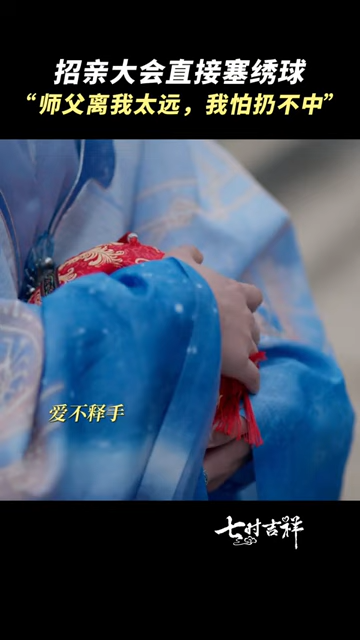 招亲大会直接塞绣球
“师父离我太远，我怕扔不中”
爱不释手
七时吉祥